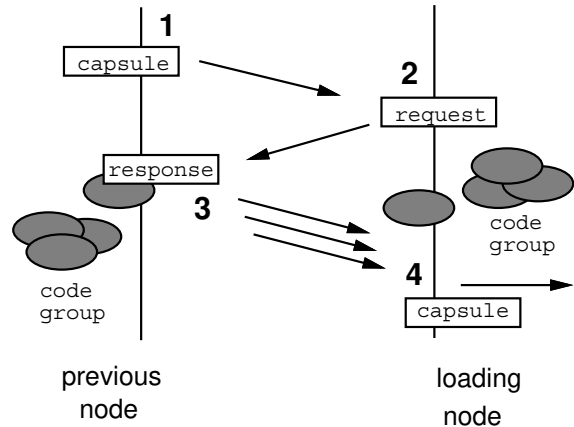 1
capsule
2
request
response
3
code
group
code
group
4
capsule
previous
node
loading
node